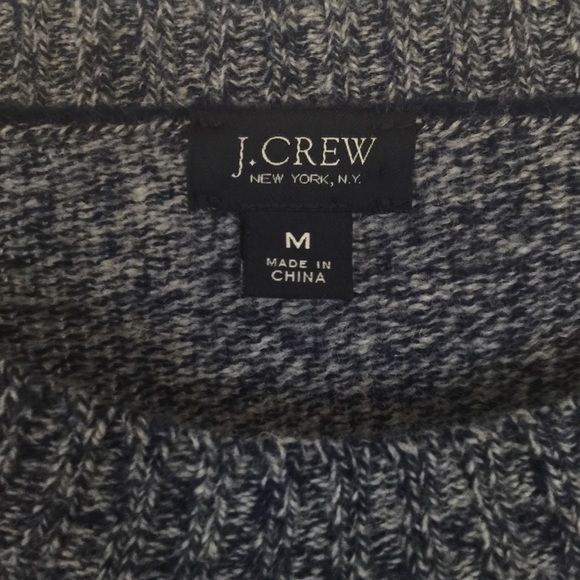 J.CREW
NEW YORK, N.Y.
M
MADE IN
CHINA